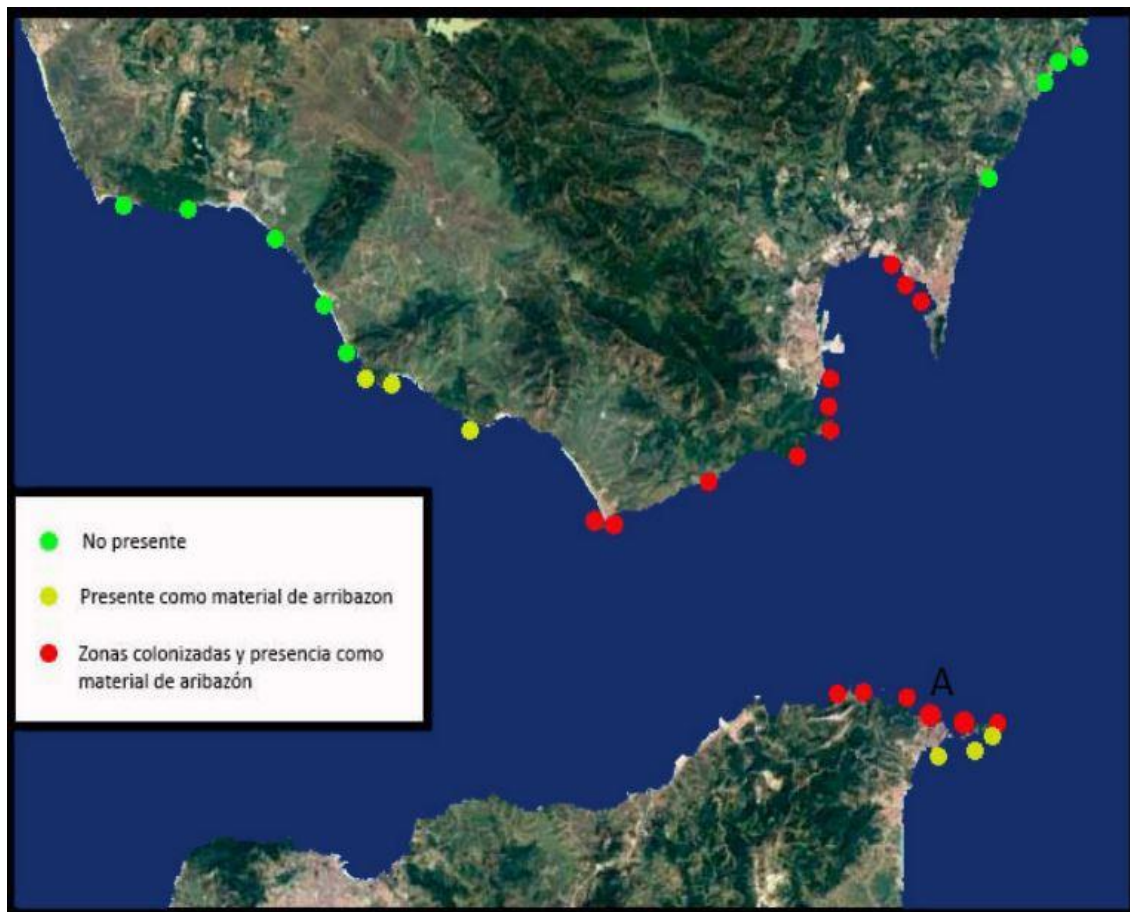 A
No presente
Presente como material de arribazon
Zonas colonizadas y presencia como
material de aribazón